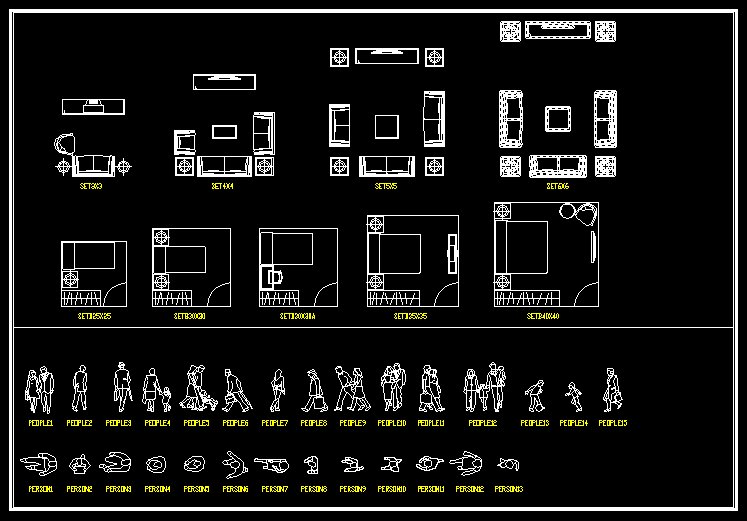 SET3X3 SET4X4 SET5X5 SET6X6
SETB25X25 SETB30X30 SETB30X30A SETB35X35 SETB40X40
PEOPLE1 PEOPLE2 PEOPLE3 PEOPLE4 PEOPLE5 PEOPLE6 PEOPLE7 PEOPLE8 PEOPLE9 PEOPLE10 PEOPLE11 PEOPLE12 PEOPLE13 PEOPLE14 PEOPLE15
PERSON1 PERSON2 PERSON3 PERSON4 PERSON5 PERSON6 PERSON7 PERSON8 PERSON9 PERSON10 PERSON11 PERSON12 PERSON13